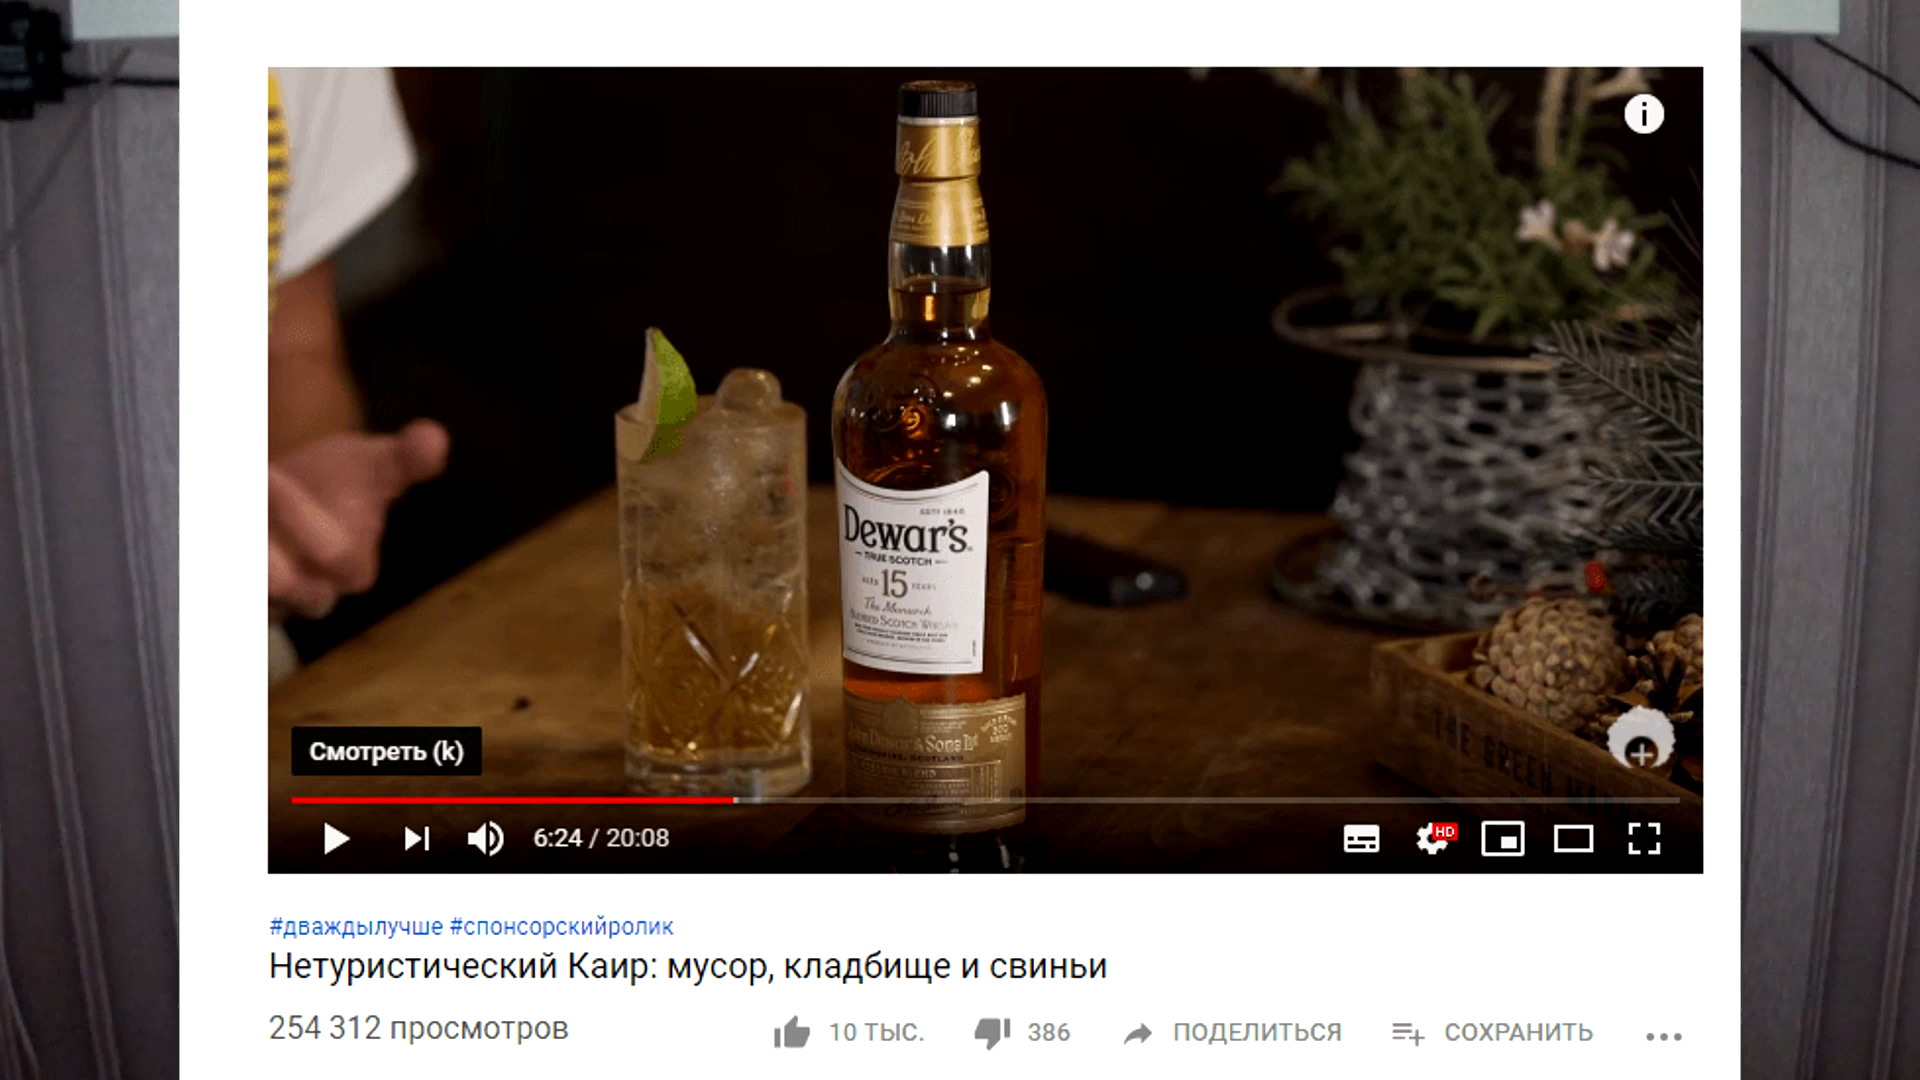 ESTD 1846
Dewar's
TRUE SCOTCH
AGED 15 YEARS
The Monarch
BLENDED SCOTCH WHISKY
John Dewar & Sons Ltd
THE GREEN
Смотреть (k)
6:24 / 20:08
HD
#дваждылучше #спонсорскийролик
Нетуристический Каир: мусор, кладбище и свиньи
254 312 просмотров
10 ТЫС.
386
ПОДЕЛИТЬСЯ
СОХРАНИТЬ